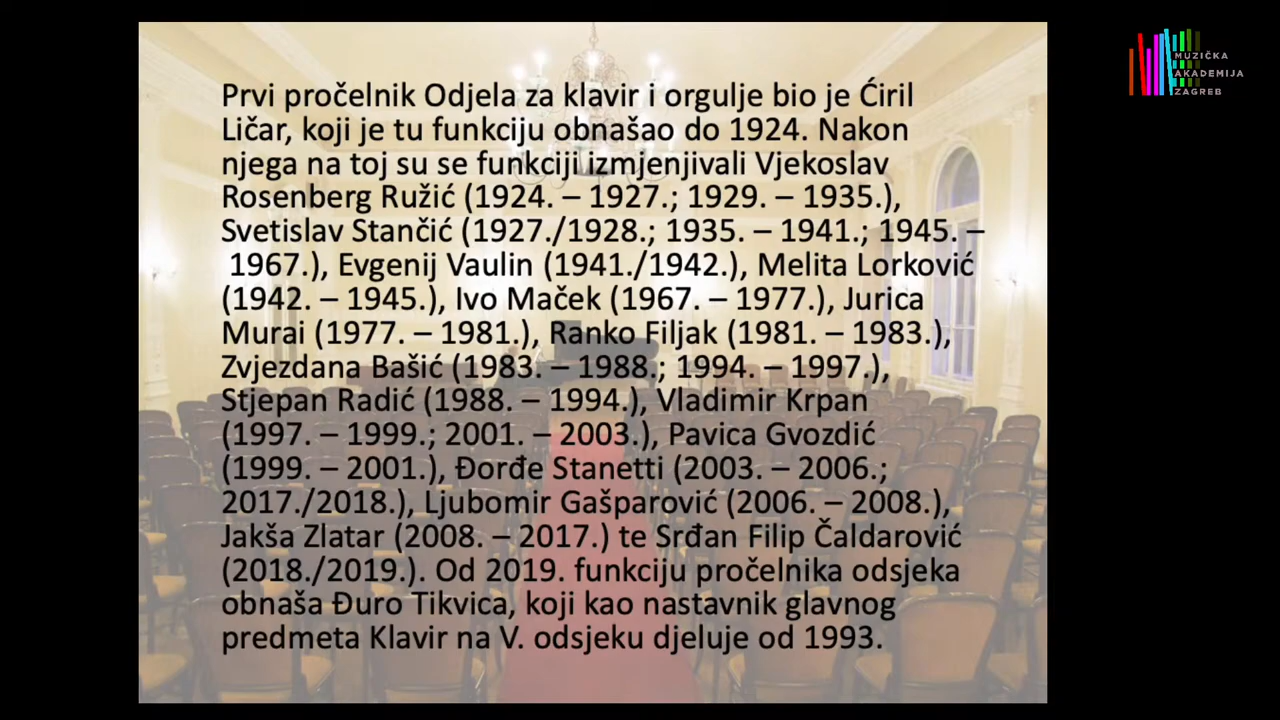 Prvi pročelnik Odjela za klavir i orgulje bio je Ćiril
Ličar, koji je tu funkciju obnašao do 1924. Nakon
njega na toj su se funkciji izmjenjivali Vjekoslav
Rosenberg Ružić (1924. – 1927.; 1929. – 1935.),
Svetislav Stančić (1927./1928.; 1935. – 1941.; 1945. –
1967.), Evgenij Vaulin (1941./1942.), Melita Lorković
(1942. – 1945.), Ivo Maček (1967. – 1977.), Jurica
Murai (1977. – 1981.), Ranko Filjak (1981. – 1983.),
Zvjezdana Bašić (1983. – 1988.; 1994. – 1997.),
Stjepan Radić (1988. – 1994.), Vladimir Krpan
(1997. – 1999.; 2001. – 2003.), Pavica Gvozdić
(1999. – 2001.), Đorđe Stanetti (2003. – 2006.;
2017./2018.), Ljubomir Gašparović (2006. – 2008.),
Jakša Zlatar (2008. – 2017.) te Srđan Filip Čaldarović
(2018./2019.). Od 2019. funkciju pročelnika odsjeka
obnaša Đuro Tikvica, koji kao nastavnik glavnog
predmeta Klavir na V. odsjeku djeluje od 1993.
MUZIČKA
AKADEMIJA
ZAGREB